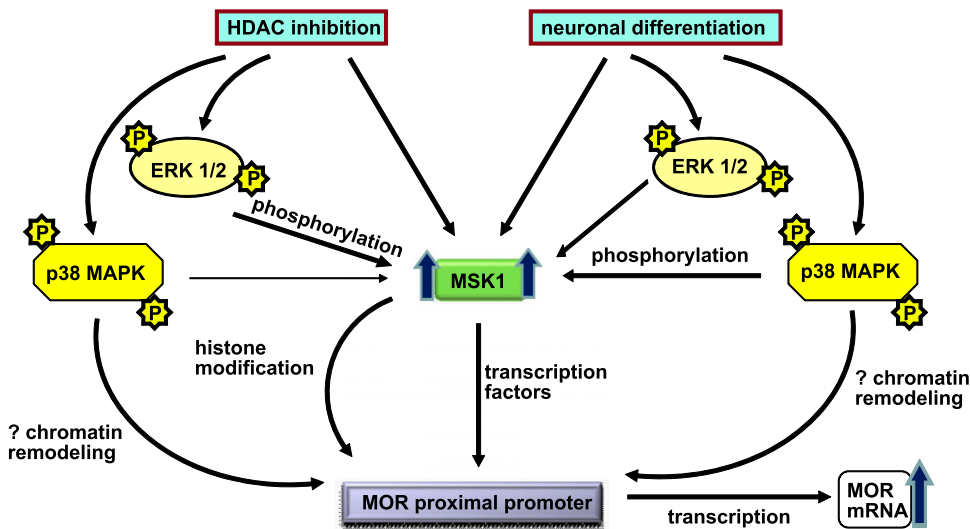 HDAC inhibition
neuronal differentiation
P
ERK 1/2
P
P
ERK 1/2
P
phosphorylation
P
p38 MAPK
P
MSK1
phosphorylation
P
p38 MAPK
P
histone
modification
transcription
factors
? chromatin
remodeling
? chromatin
remodeling
MOR proximal promoter
transcription
MOR
mRNA